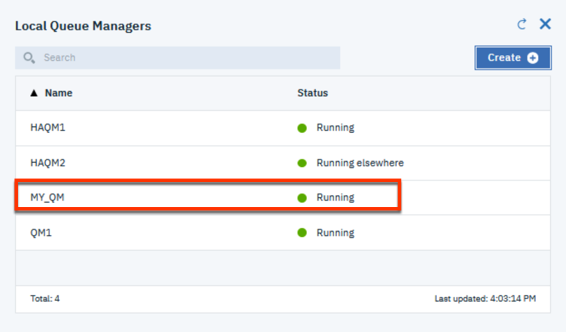 Local Queue Managers
Search
Create
Name Status
HAQM1 Running
HAQM2 Running elsewhere
MY_QM Running
QM1 Running
Total: 4 Last updated: 4:03:14 PM